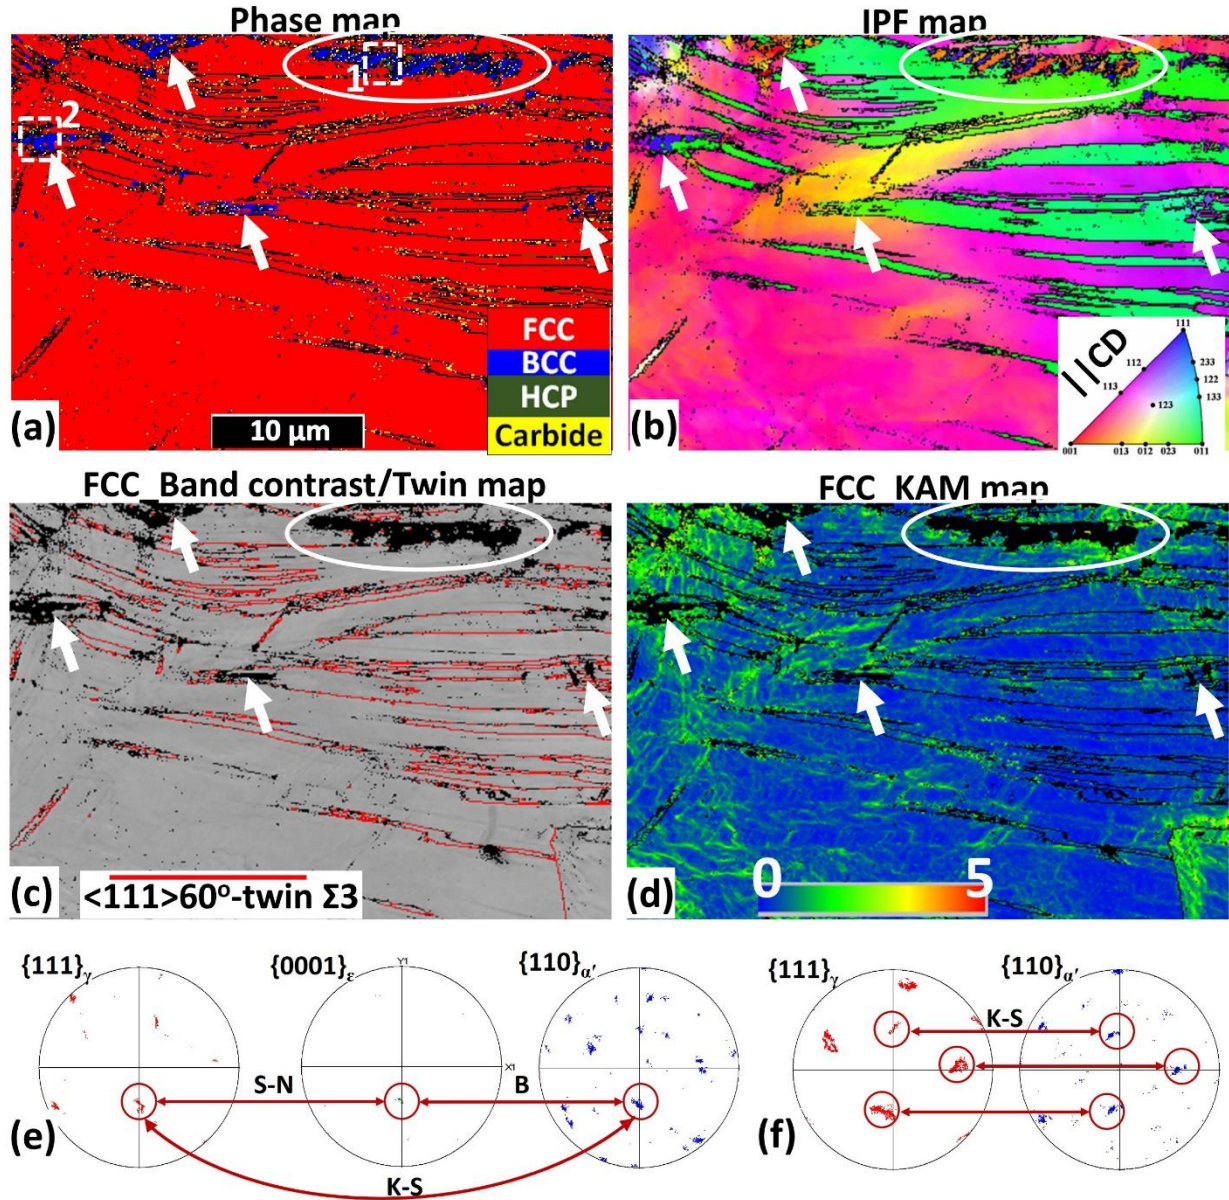 Phase map
IPF map
1
2
FCC
BCC
HCP
Carbide
10 µm
(a)
||CD
111
233
122
133
112
113
123
001
013
012
023
011
(b)
FCC_Band contrast/Twin map
FCC_KAM map
<111>60°-twin Σ3
(c)
0
5
(d)
{111}γ
{0001}ε
{110}α′
Y1
X1
S-N
B
K-S
(e)
{111}γ
{110}α′
K-S
(f)